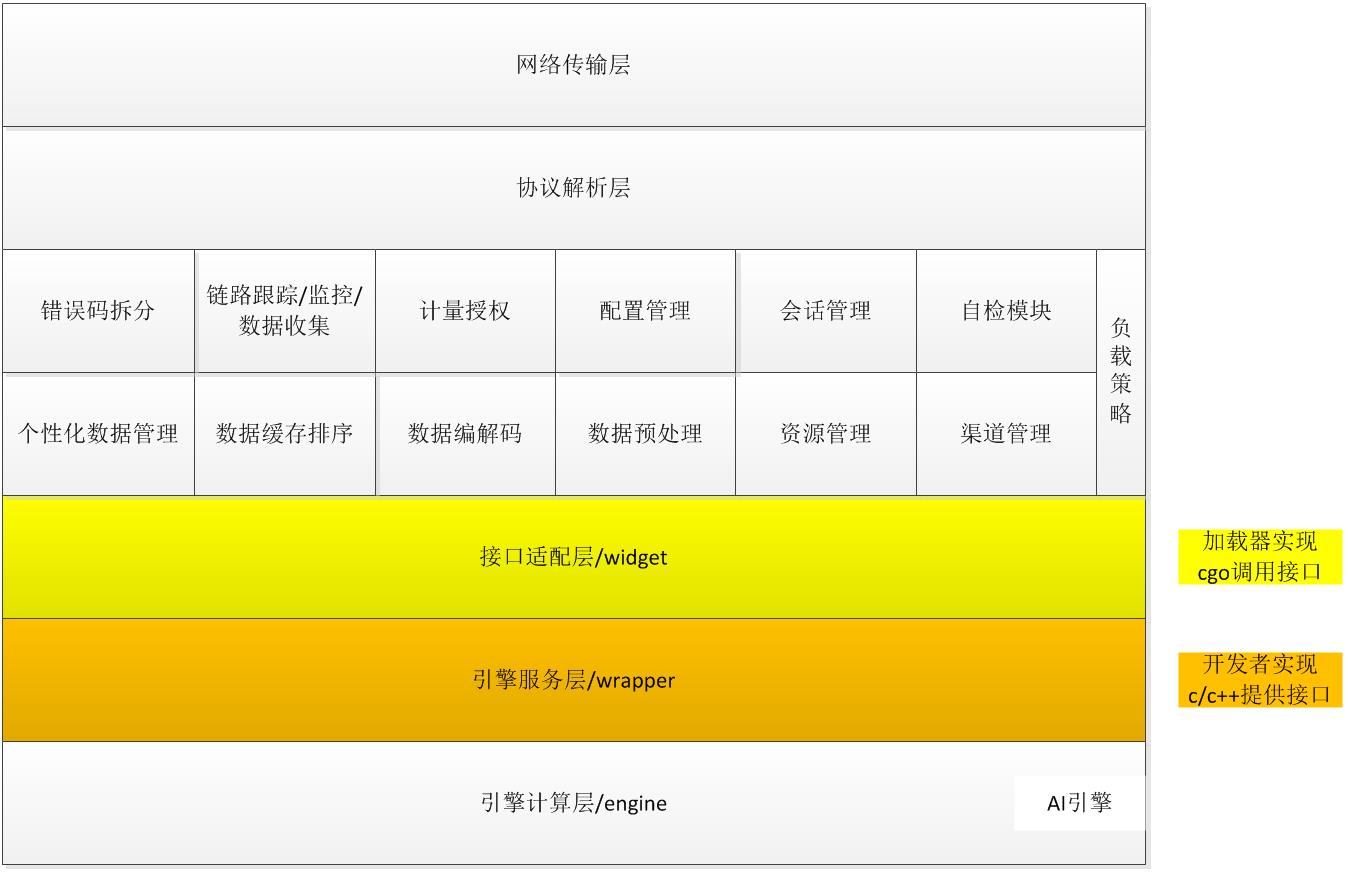 网络传输层
协议解析层
错误码拆分
链路跟踪/监控/
数据收集
计量授权
配置管理
会话管理
自检模块
负
载
策
略
个性化数据管理
数据缓存排序
数据编解码
数据预处理
资源管理
渠道管理
接口适配层/widget
加载器实现
cgo调用接口
引擎服务层/wrapper
开发者实现
c/c++提供接口
引擎计算层/engine
AI引擎